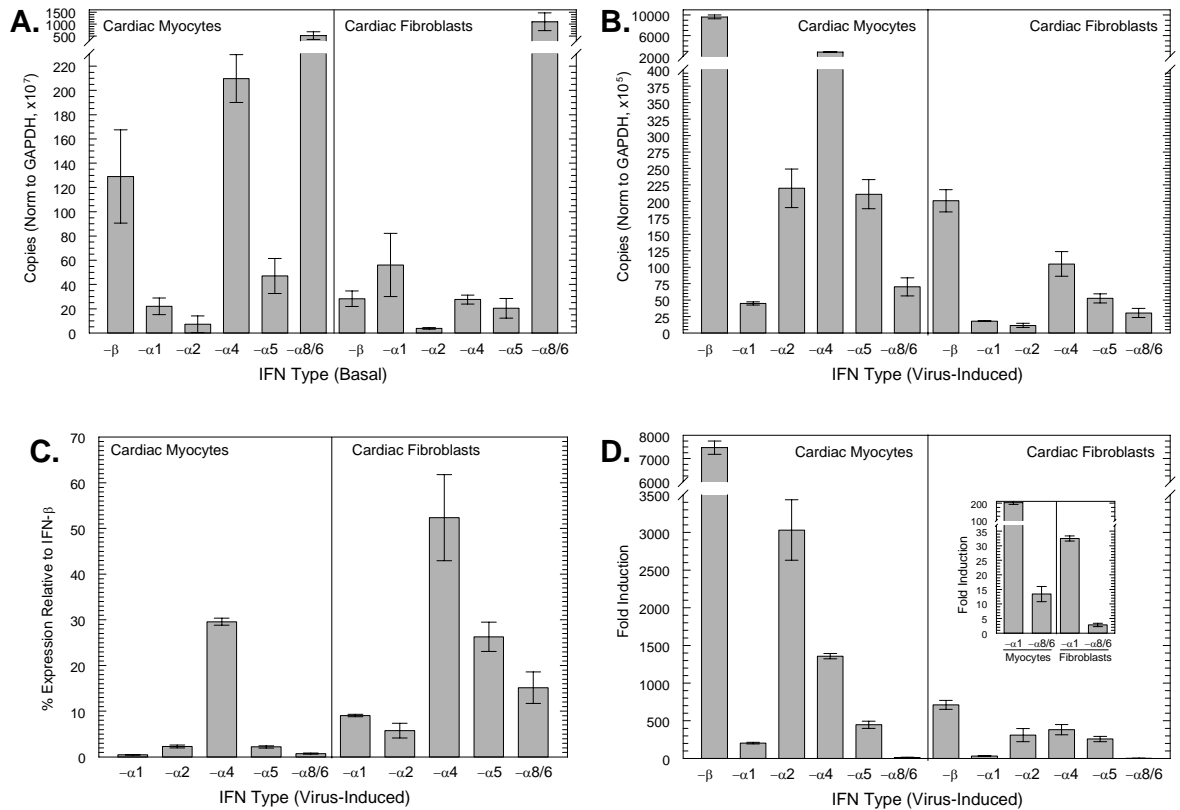 A.
Cardiac Myocytes
Cardiac Fibroblasts
Copies (Norm to GAPDH, x10⁷)
1500
1000
500
220
200
180
160
140
120
100
80
60
40
20
0
−β −α1 −α2 −α4 −α5 −α8/6 −β −α1 −α2 −α4 −α5 −α8/6
IFN Type (Basal)
B.
Cardiac Myocytes
Cardiac Fibroblasts
Copies (Norm to GAPDH, x10⁵)
10000
6000
2000
400
375
325
275
225
175
125
100
75
50
25
0
−β −α1 −α2 −α4 −α5 −α8/6 −β −α1 −α2 −α4 −α5 −α8/6
IFN Type (Virus-Induced)
C.
Cardiac Myocytes
Cardiac Fibroblasts
% Expression Relative to IFN-β
70
60
50
40
30
20
10
0
−α1 −α2 −α4 −α5 −α8/6 −α1 −α2 −α4 −α5 −α8/6
IFN Type (Virus-Induced)
D.
Cardiac Myocytes
Cardiac Fibroblasts
Fold Induction
8000
7000
6000
3500
3000
2500
2000
1500
1000
500
0
−β −α1 −α2 −α4 −α5 −α8/6 −β −α1 −α2 −α4 −α5 −α8/6
IFN Type (Virus-Induced)
Fold Induction
200
100
35
30
25
20
15
10
5
0
−α1 −α8/6 −α1 −α8/6
Myocytes Fibroblasts